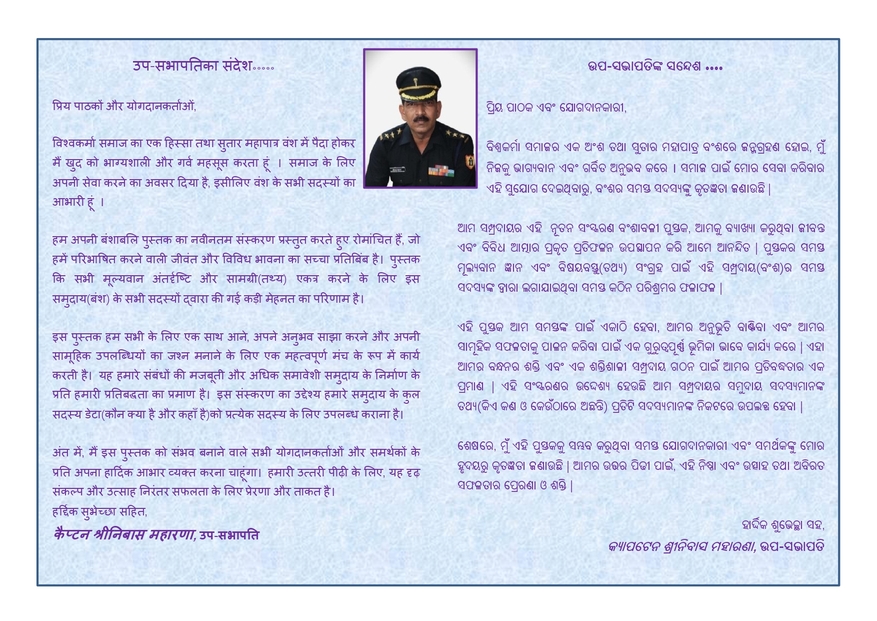 उप-सभापतिका संदेश.....
प्रिय पाठकों और योगदानकर्ताओं,
विश्वकर्मा समाज का एक हिस्सा तथा सुतार महापात्र वंश में पैदा होकर
मैं खुद को भाग्यशाली और गर्व महसूस करता हूं । समाज के लिए
अपनी सेवा करने का अवसर दिया है, इसीलिए वंश के सभी सदस्यों का
आभारी हूं ।
हम अपनी बंशाबलि पुस्तक का नवीनतम संस्करण प्रस्तुत करते हुए रोमांचित हैं, जो
हमें परिभाषित करने वाली जीवंत और विविध भावना का सच्चा प्रतिबिंब है। पुस्तक
कि सभी मूल्यवान अंतर्दृष्टि और सामग्री(तथ्य) एकत्र करने के लिए इस
समुदाय(बंश) के सभी सदस्यों द्वारा की गई कडी मेहनत का परिणाम है।
इस पुस्तक हम सभी के लिए एक साथ आने, अपने अनुभव साझा करने और अपनी
सामूहिक उपलब्धियों का जश्न मनाने के लिए एक महत्वपूर्ण मंच के रूप में कार्य
करती है। यह हमारे संबंधों की मजबूती और अधिक समावेशी समुदाय के निर्माण के
प्रति हमारी प्रतिबद्धता का प्रमाण है। इस संस्करण का उद्देश्य हमारे समुदाय के कुल
सदस्य डेटा(कौन क्या है और कहाँ है)को प्रत्येक सदस्य के लिए उपलब्ध कराना है।
अंत में, मैं इस पुस्तक को संभव बनाने वाले सभी योगदानकर्ताओं और समर्थकों के
प्रति अपना हार्दिक आभार व्यक्त करना चाहूंगा। हमारी उत्तरी पीढ़ी के लिए, यह दृढ़
संकल्प और उत्साह निरंतर सफलता के लिए प्रेरणा और ताकत है।
हर्द्दिक सुभेच्छा सहित,
कैप्टन श्रीनिबास महारणा, उप-सभापति
ଉପ-ସଭାପତିଙ୍କ ସନ୍ଦେଶ ....
ପ୍ରିୟ ପାଠକ ଏବଂ ଯୋଗଦାନକାରୀ,
ବିଶ୍ୱକର୍ମା ସମାଜର ଏକ ଅଂଶ ତଥା ସୁତାର ମହାପାତ୍ର ବଂଶରେ ଜନ୍ମଗ୍ରହଣ ହୋଇ, ମୁଁ
ନିଜକୁ ଭାଗ୍ୟବାନ ଏବଂ ଗର୍ବିତ ଅନୁଭବ କରେ । ସମାଜ ପାଇଁ ମୋର ସେବା କରିବାର
ଏହି ସୁଯୋଗ ଦେଇଥିବାରୁ, ବଂଶର ସମସ୍ତ ସଦସ୍ୟଙ୍କୁ କୃତଜ୍ଞତା ଜଣାଉଛି |
ଆମ ସମ୍ପ୍ରଦାୟର ଏହି ନୂତନ ସଂସ୍କରଣ ବଂଶାବଳୀ ପୁସ୍ତକ, ଆମକୁ ବ୍ୟାଖ୍ୟା କରୁଥିବା ଜୀବନ୍ତ
ଏବଂ ବିବିଧ ଆତ୍ମାର ପ୍ରକୃତ ପ୍ରତିଫଳନ ଉପସ୍ଥାପନ କରି ଆମେ ଆନନ୍ଦିତ | ପୁସ୍ତକର ସମସ୍ତ
ମୂଲ୍ୟବାନ ଜ୍ଞାନ ଏବଂ ବିଷୟବସ୍ତୁ(ତଥ୍ୟ) ସଂଗ୍ରହ ପାଇଁ ଏହି ସମ୍ପ୍ରଦାୟ(ବଂଶ)ର ସମସ୍ତ
ସଦସ୍ୟଙ୍କ ଦ୍ୱାରା ଲଗାଯାଇଥିବା ସମସ୍ତ କଠିନ ପରିଶ୍ରମର ଫଳାଫଳ |
ଏହି ପୁସ୍ତକ ଆମ ସମସ୍ତଙ୍କ ପାଇଁ ଏକାଠି ହେବା, ଆମର ଅନୁଭୂତି ବାଣ୍ଟିବା ଏବଂ ଆମର
ସାମୂହିକ ସଫଳତାକୁ ପାଳନ କରିବା ପାଇଁ ଏକ ଗୁରୁତ୍ୱପୂର୍ଣ୍ଣ ଭୂମିକା ଭାବେ କାର୍ଯ୍ୟ କରେ | ଏହା
ଆମର ବନ୍ଧନର ଶକ୍ତି ଏବଂ ଏକ ଶକ୍ତିଶାଳୀ ସମ୍ପ୍ରଦାୟ ଗଠନ ପାଇଁ ଆମର ପ୍ରତିବଦ୍ଧତାର ଏକ
ପ୍ରମାଣ | ଏହି ସଂସ୍କରଣର ଉଦ୍ଦେଶ୍ୟ ହେଉଛି ଆମ ସମ୍ପ୍ରଦାୟର ସମୁଦାୟ ସଦସ୍ୟମାନଙ୍କ
ତଥ୍ୟ(କିଏ କଣ ଓ କେଉଁଠାରେ ଅଛନ୍ତି) ପ୍ରତିଟି ସଦସ୍ୟମାନଙ୍କ ନିକଟରେ ଉପଲବ୍ଧ ହେବା |
ଶେଷରେ, ମୁଁ ଏହି ପୁସ୍ତକକୁ ସମ୍ଭବ କରୁଥିବା ସମସ୍ତ ଯୋଗଦାନକାରୀ ଏବଂ ସମର୍ଥକଙ୍କୁ ମୋର
ହୃଦୟରୁ କୃତଜ୍ଞତା ଜଣାଉଛି | ଆମର ଉତ୍ତର ପିଢୀ ପାଇଁ, ଏହି ନିଷ୍ଠା ଏବଂ ଉତ୍ସାହ ତଥା ଅବିରତ
ସଫଳତାର ପ୍ରେରଣା ଓ ଶକ୍ତି |
ହାର୍ଦ୍ଦିକ ଶୁଭେଚ୍ଛା ସହ,
କ୍ୟାପଟେନ ଶ୍ରୀନିବାସ ମହାରଣା, ଉପ-ସଭାପତି